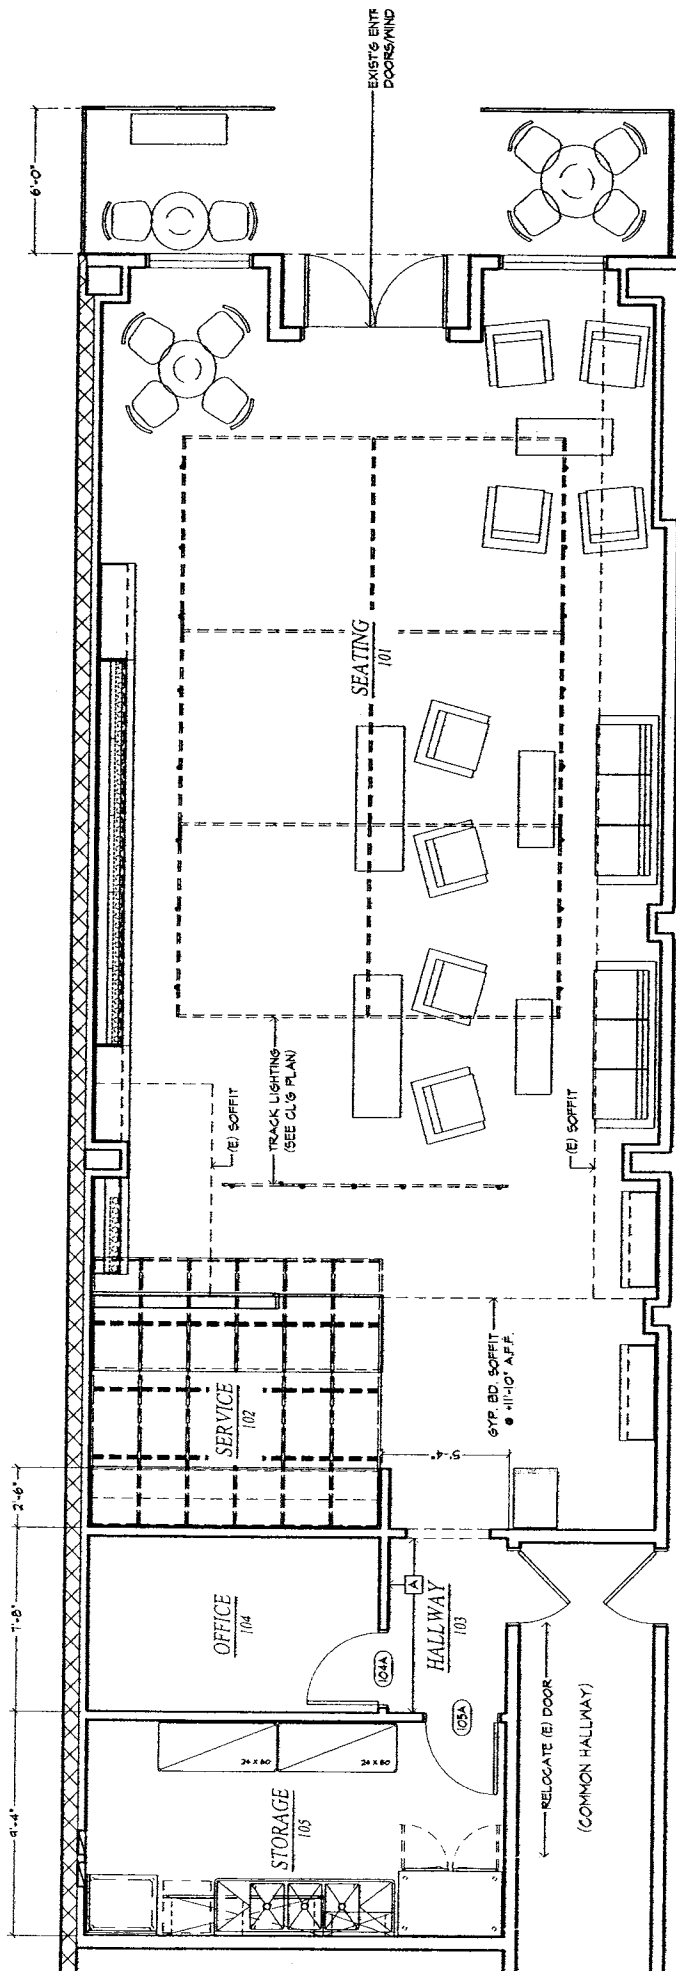 6'-0"
EXIST'G ENTR
DOORS/WIND
SEATING
101
TRACK LIGHTING
(SEE CL'G PLAN)
(E) SOFFIT
(E) SOFFIT
GYP. BD. SOFFIT
@ +11'-10" A.F.F.
SERVICE
102
5'-4"
2'-6"
7'-8"
9'-4"
OFFICE
104
A
HALLWAY
103
104A
105A
STORAGE
105
24 X 60
24 X 60
RELOCATE (E) DOOR
(COMMON HALLWAY)